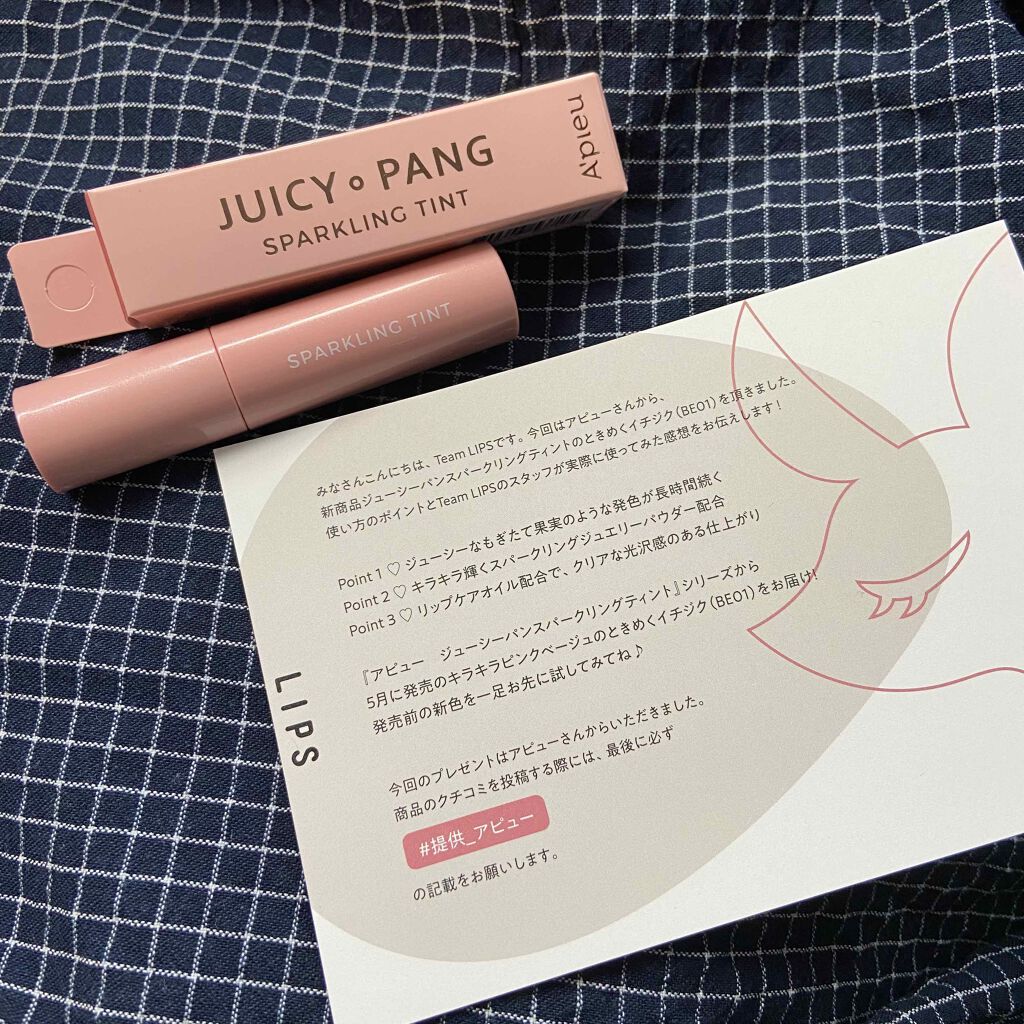 A'pieu
JUICY PANG
SPARKLING TINT
SPARKLING TINT
みなさんこんにちは、Team LIPSです。今回はアピューさんから、
新商品ジューシーパンスパークリングティントのときめくイチジク(BE01)を頂きました。
使い方のポイントとTeam LIPSのスタッフが実際に使ってみた感想をお伝えします!
Point 1 ♡ ジューシーなもぎたて果実のような発色が長時間続く
Point 2 ♡ キラキラ輝くスパークリングジュエリーパウダー配合
Point 3 ♡ リップケアオイル配合で、クリアな光沢感のある仕上がり
『アピュー ジューシーパンスパークリングティント』シリーズから
5月に発売のキラキラピンクベージュのときめくイチジク(BE01)をお届け!
発売前の新色を一足お先に試してみてね♪
今回のプレゼントはアピューさんからいただきました。
商品のクチコミを投稿する際には、最後に必ず
#提供_アピュー
の記載をお願いします。
LIPS